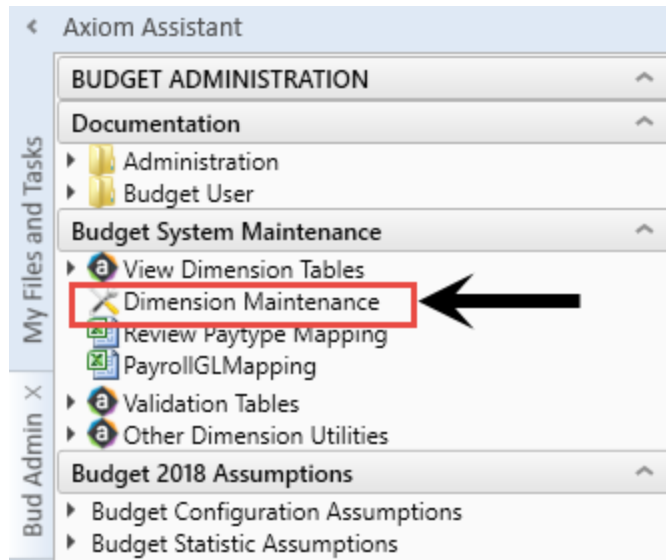 Axiom Assistant
BUDGET ADMINISTRATION
Documentation
Administration
Budget User
Budget System Maintenance
View Dimension Tables
Dimension Maintenance
Review Paytype Mapping
PayrollGLMapping
Validation Tables
Other Dimension Utilities
Budget 2018 Assumptions
Budget Configuration Assumptions
Budget Statistic Assumptions
My Files and Tasks
Bud Admin